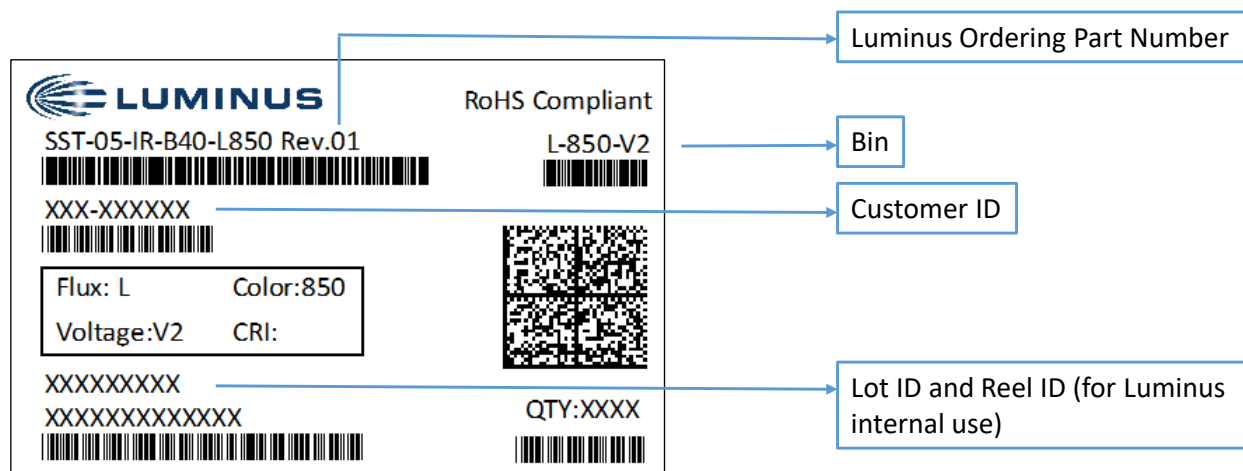 Luminus Ordering Part Number
LUMINUS
RoHS Compliant
SST-05-IR-B40-L850 Rev.01
L-850-V2
Bin
XXX-XXXXXX
Customer ID
Flux: L
Color:850
Voltage:V2
CRI:
XXXXXXXXX
Lot ID and Reel ID (for Luminus
internal use)
XXXXXXXXXXXXX
QTY:XXXX